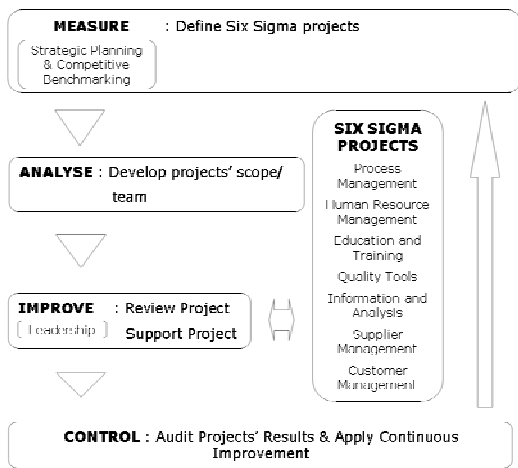 MEASURE : Define Six Sigma projects
Strategic Planning
& Competitive
Benchmarking
ANALYSE : Develop projects' scope/
team
IMPROVE : Review Project
Leadership Support Project
SIX SIGMA
PROJECTS
Process
Management
Human Resource
Management
Education and
Training
Quality Tools
Information and
Analysis
Supplier
Management
Customer
Management
CONTROL : Audit Projects' Results & Apply Continuous
Improvement